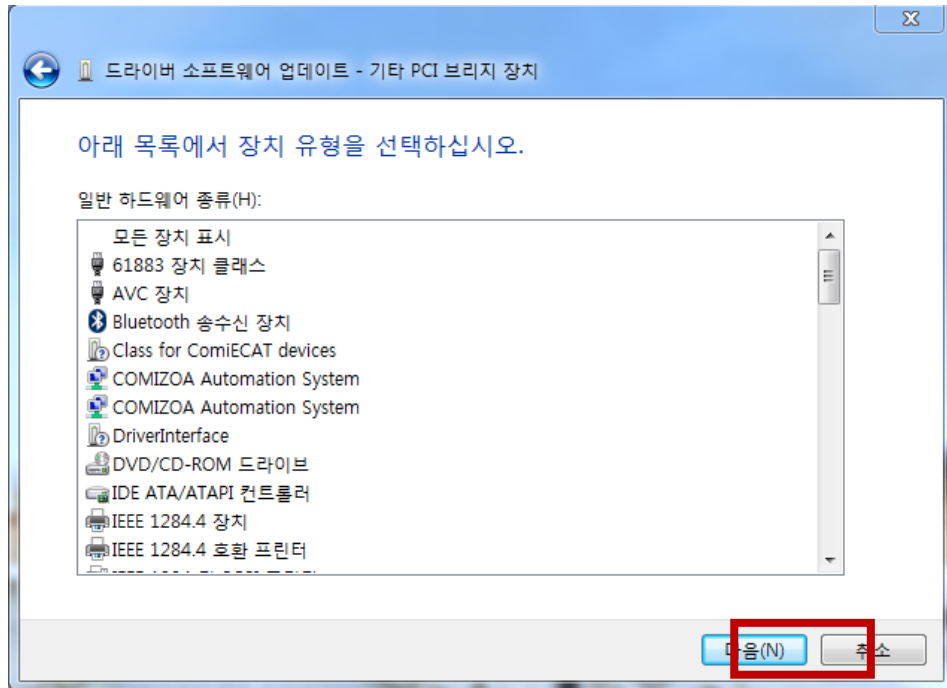 드라이버 소프트웨어 업데이트 - 기타 PCI 브리지 장치
아래 목록에서 장치 유형을 선택하십시오.
일반 하드웨어 종류(H):
모든 장치 표시
61883 장치 클래스
AVC 장치
Bluetooth 송수신 장치
Class for ComiECAT devices
COMIZOA Automation System
COMIZOA Automation System
DriverInterface
DVD/CD-ROM 드라이브
IDE ATA/ATAPI 컨트롤러
IEEE 1284.4 장치
IEEE 1284.4 호환 프린터
다음(N) 취소